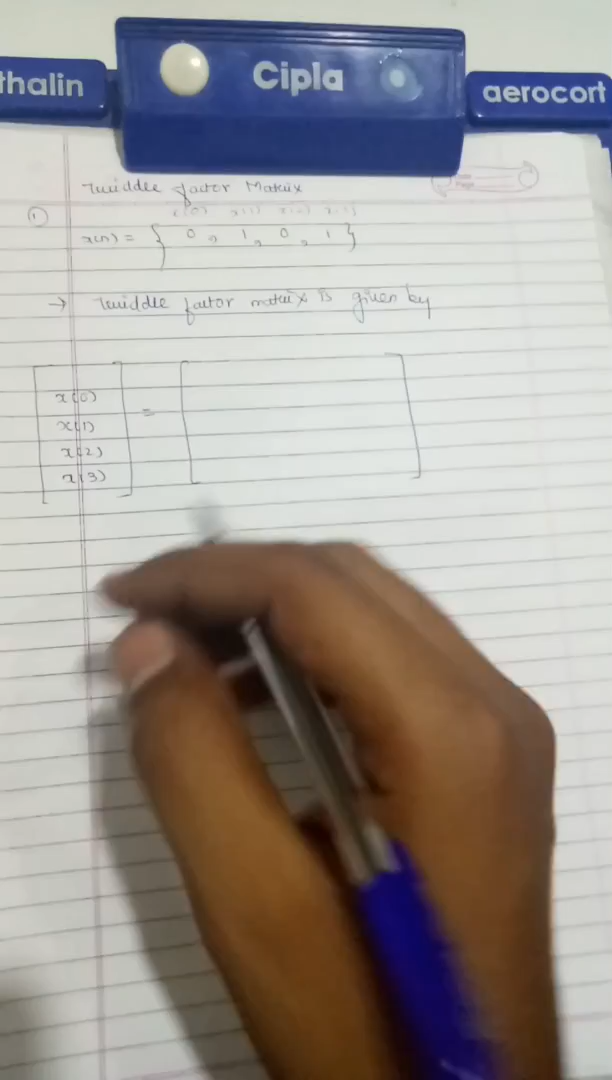 thalin Cipla aerocort
Twiddle factor Matrix
x(0) x(1) x(2) x(3)
① x(n) = { 0, 1, 0, 1 }
→ Twiddle factor matrix is given by
x(0)
x(1) =
x(2)
x(3)